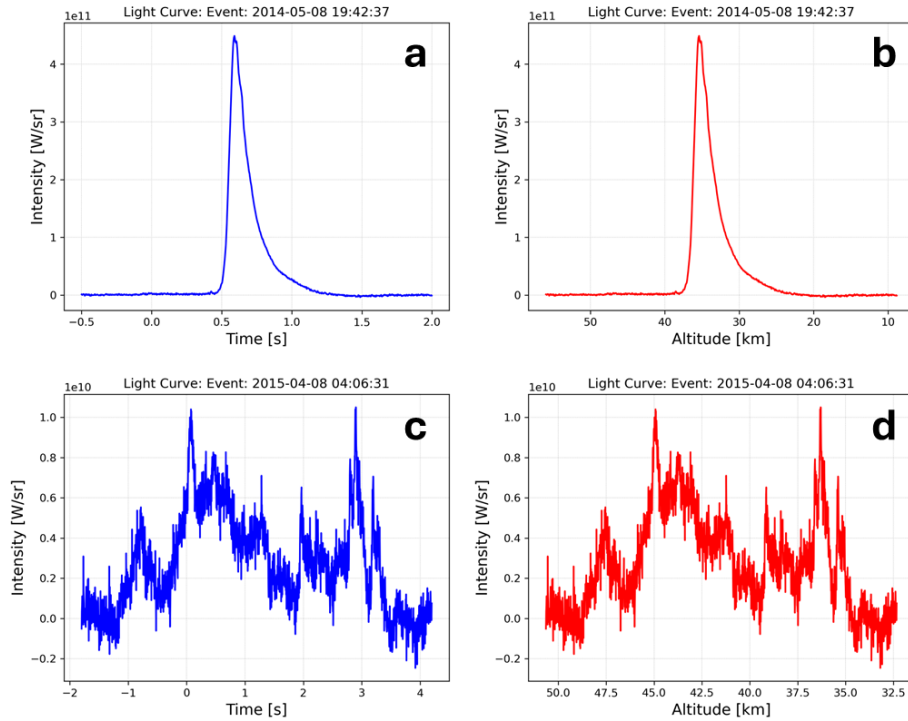 Light Curve: Event: 2014-05-08 19:42:37
1e11
a
Intensity [W/sr]
4
3
2
1
0
−0.5 0.0 0.5 1.0 1.5 2.0
Time [s]
Light Curve: Event: 2014-05-08 19:42:37
1e11
b
Intensity [W/sr]
4
3
2
1
0
50 40 30 20 10
Altitude [km]
Light Curve: Event: 2015-04-08 04:06:31
1e10
c
Intensity [W/sr]
1.0
0.8
0.6
0.4
0.2
0.0
−0.2
−2 −1 0 1 2 3 4
Time [s]
Light Curve: Event: 2015-04-08 04:06:31
1e10
d
Intensity [W/sr]
1.0
0.8
0.6
0.4
0.2
0.0
−0.2
50.0 47.5 45.0 42.5 40.0 37.5 35.0 32.5
Altitude [km]